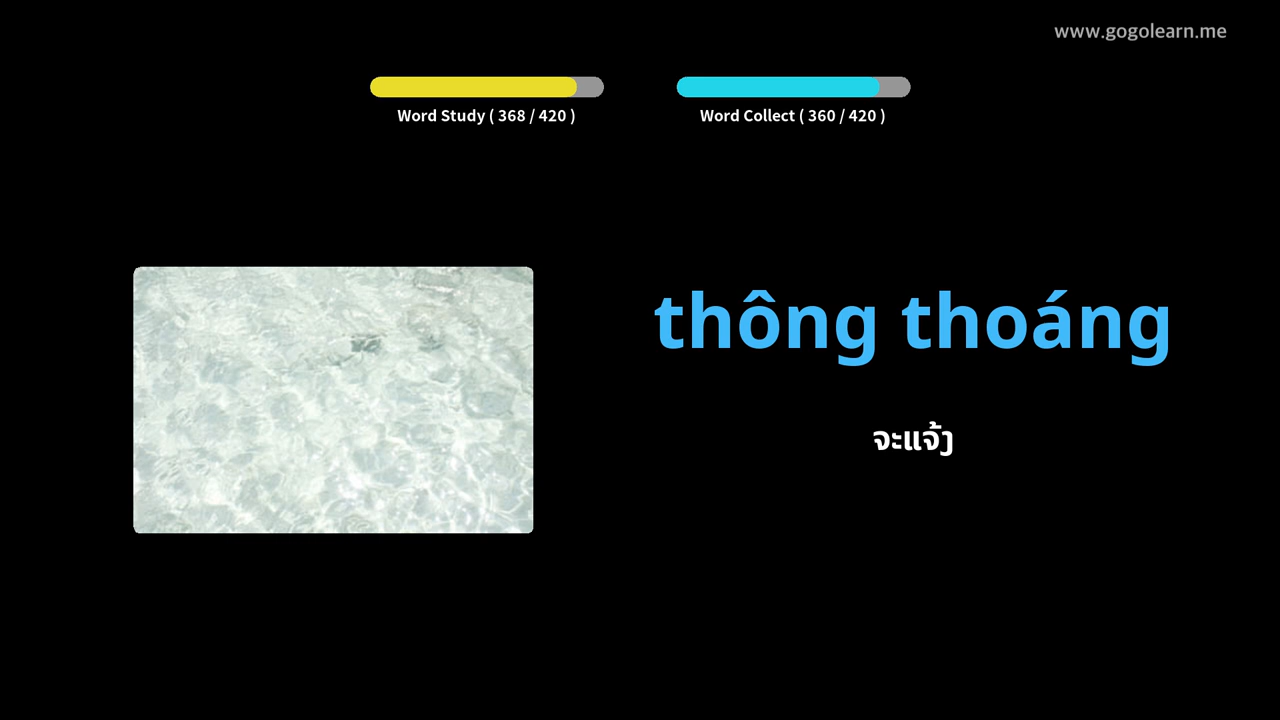 www.gogolearn.me
Word Study ( 368 / 420 )
Word Collect ( 360 / 420 )
thông thoáng
จะแจ้ง